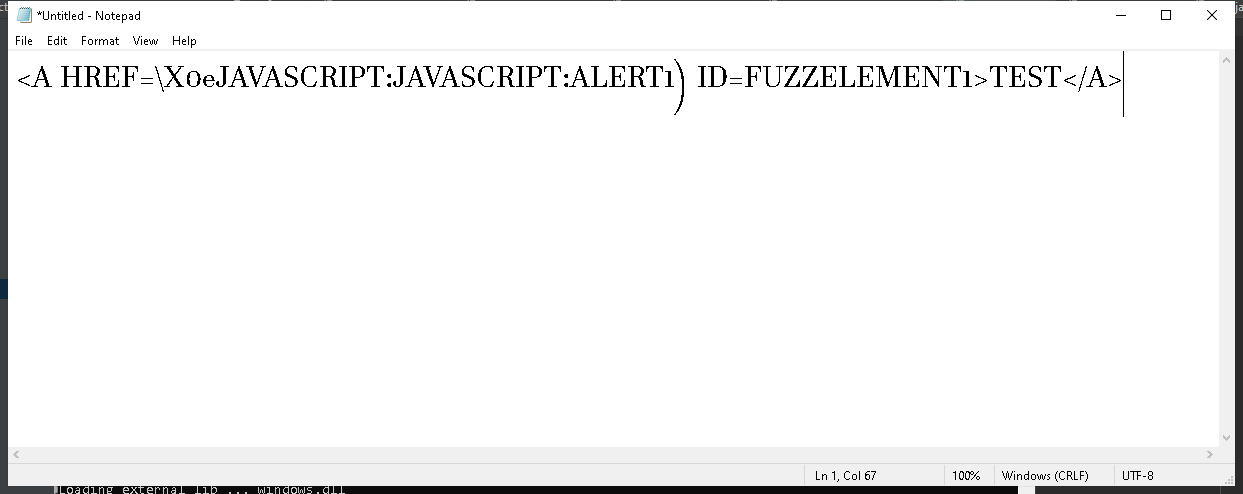 *Untitled - Notepad
File Edit Format View Help
<A HREF=\X0eJAVASCRIPT:JAVASCRIPT:ALERT1) ID=FUZZELEMENT1>TEST</A>
Ln 1, Col 67 100% Windows (CRLF) UTF-8
Loading external lib ... windows.dll